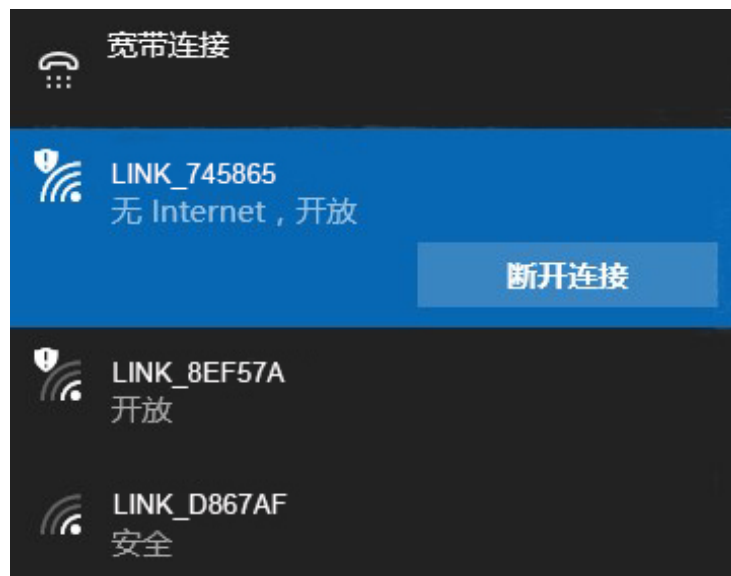 宽带连接
LINK_745865
无 Internet，开放
断开连接
LINK_8EF57A
开放
LINK_D867AF
安全